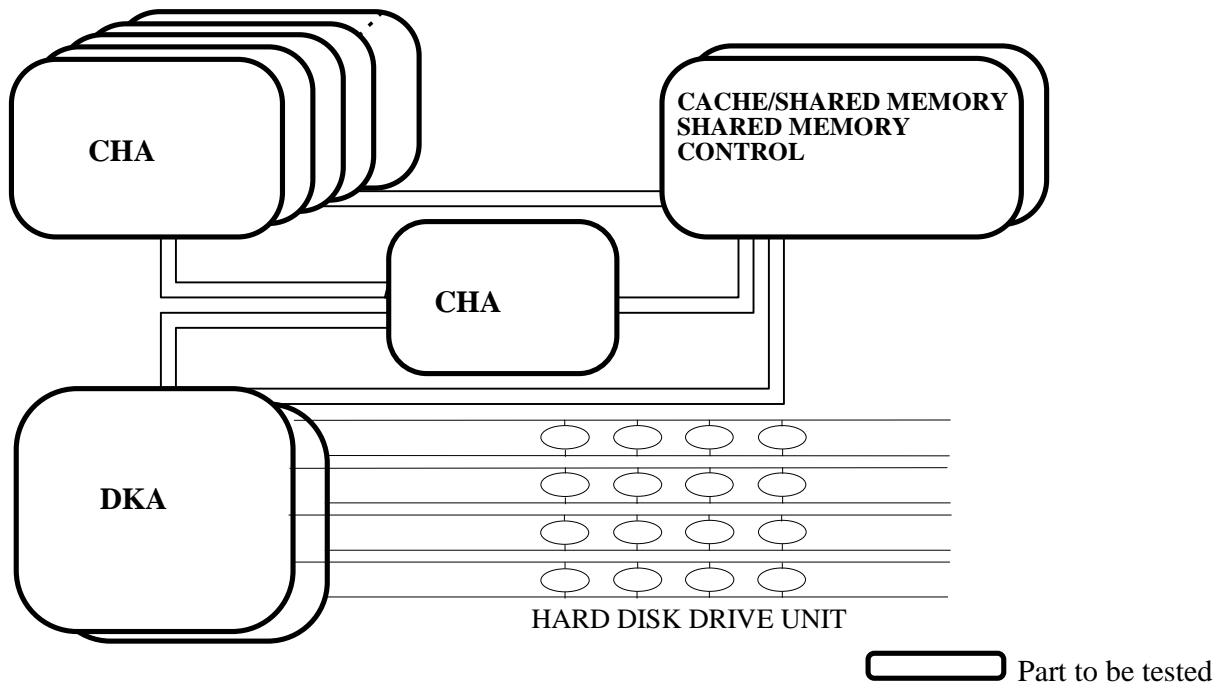 CHA
CACHE/SHARED MEMORY
SHARED MEMORY
CONTROL
CHA
DKA
HARD DISK DRIVE UNIT
Part to be tested